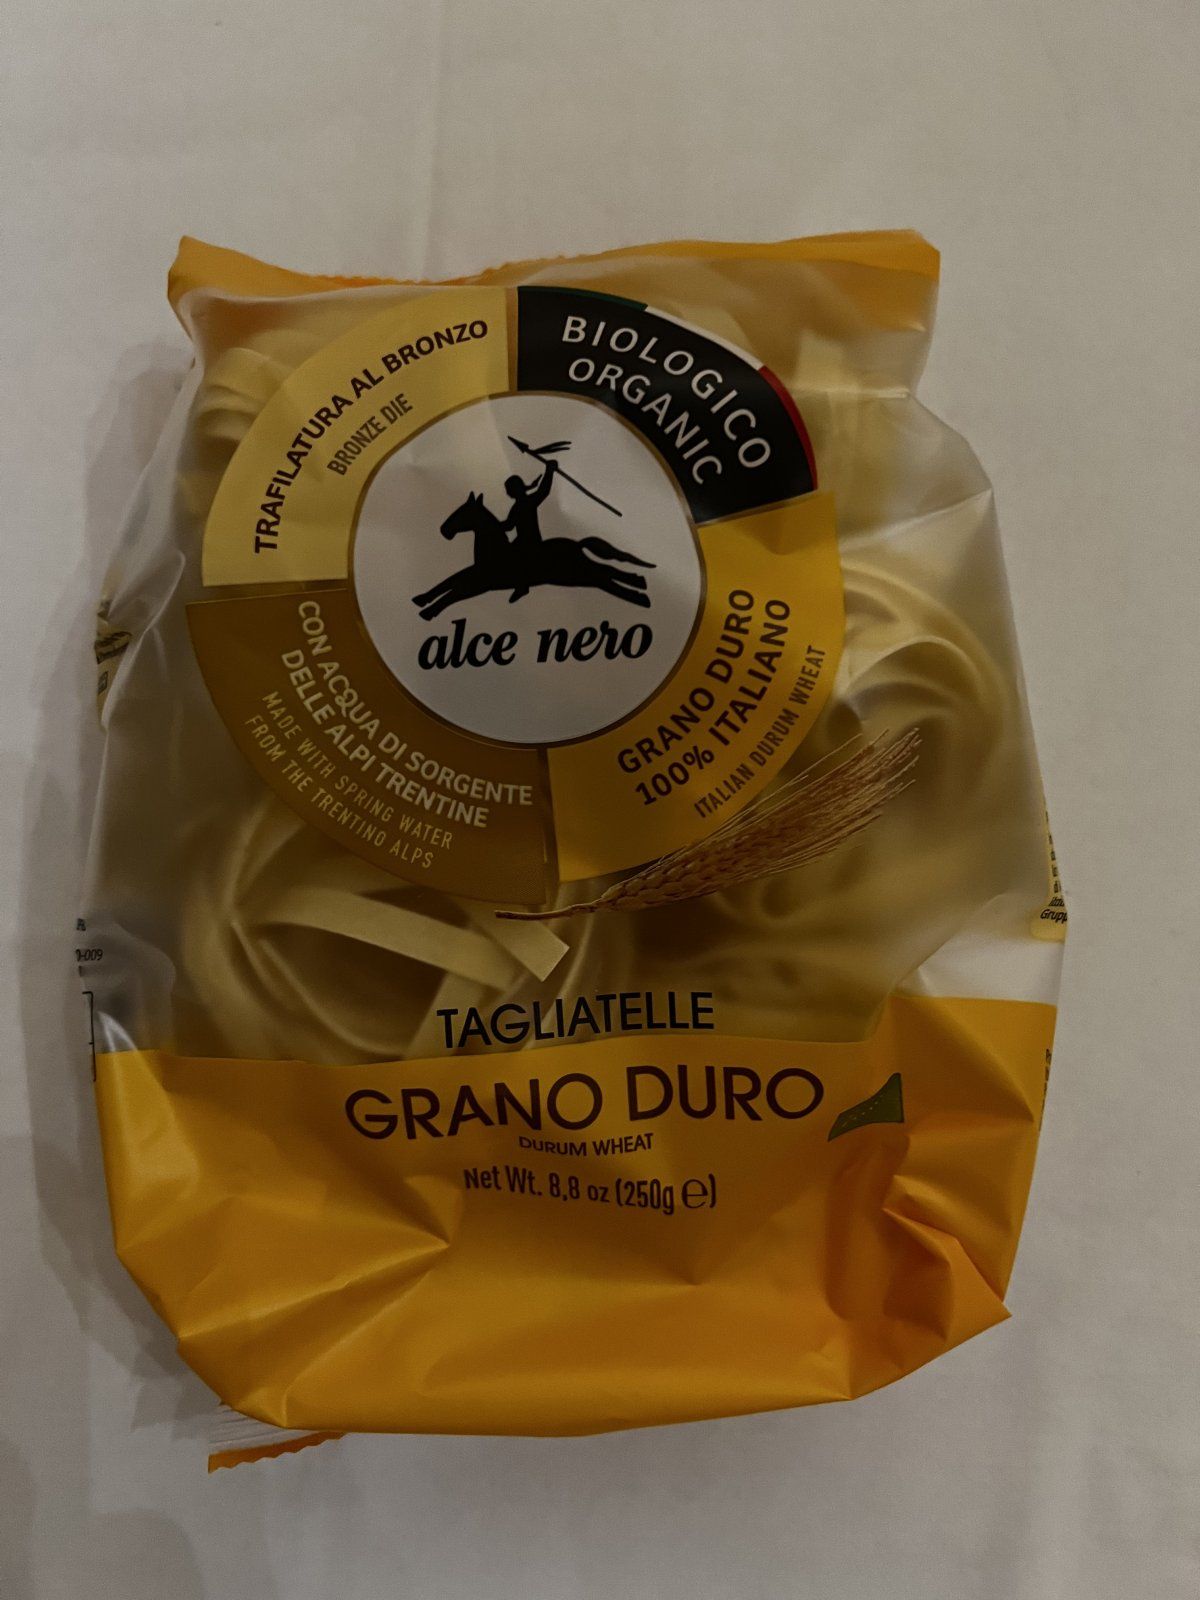 TRAFILATURA AL BRONZO
BRONZE DIE
BIOLOGICO
ORGANIC
alce nero
CON ACQUA DI SORGENTE
DELLE ALPI TRENTINE
MADE WITH SPRING WATER
FROM THE TRENTINO ALPS
GRANO DURO
100% ITALIANO
ITALIAN DURUM WHEAT
TAGLIATELLE
GRANO DURO
DURUM WHEAT
Net Wt. 8,8 oz (250g ℮)